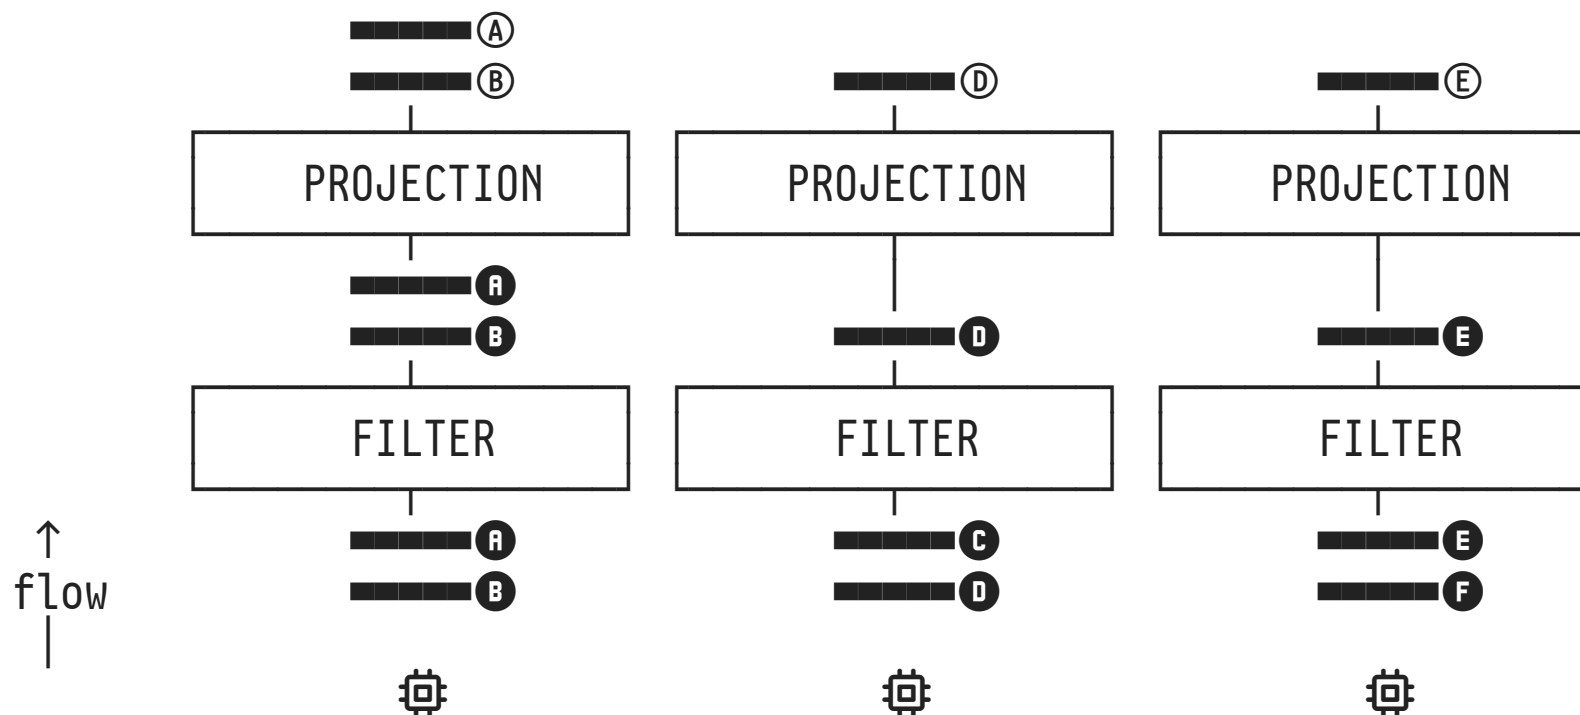 Ⓐ
Ⓑ Ⓓ Ⓔ
PROJECTION PROJECTION PROJECTION
🅐
🅑 🅓 🅔
FILTER FILTER FILTER
🅐 🅒 🅔
flow 🅑 🅓 🅕